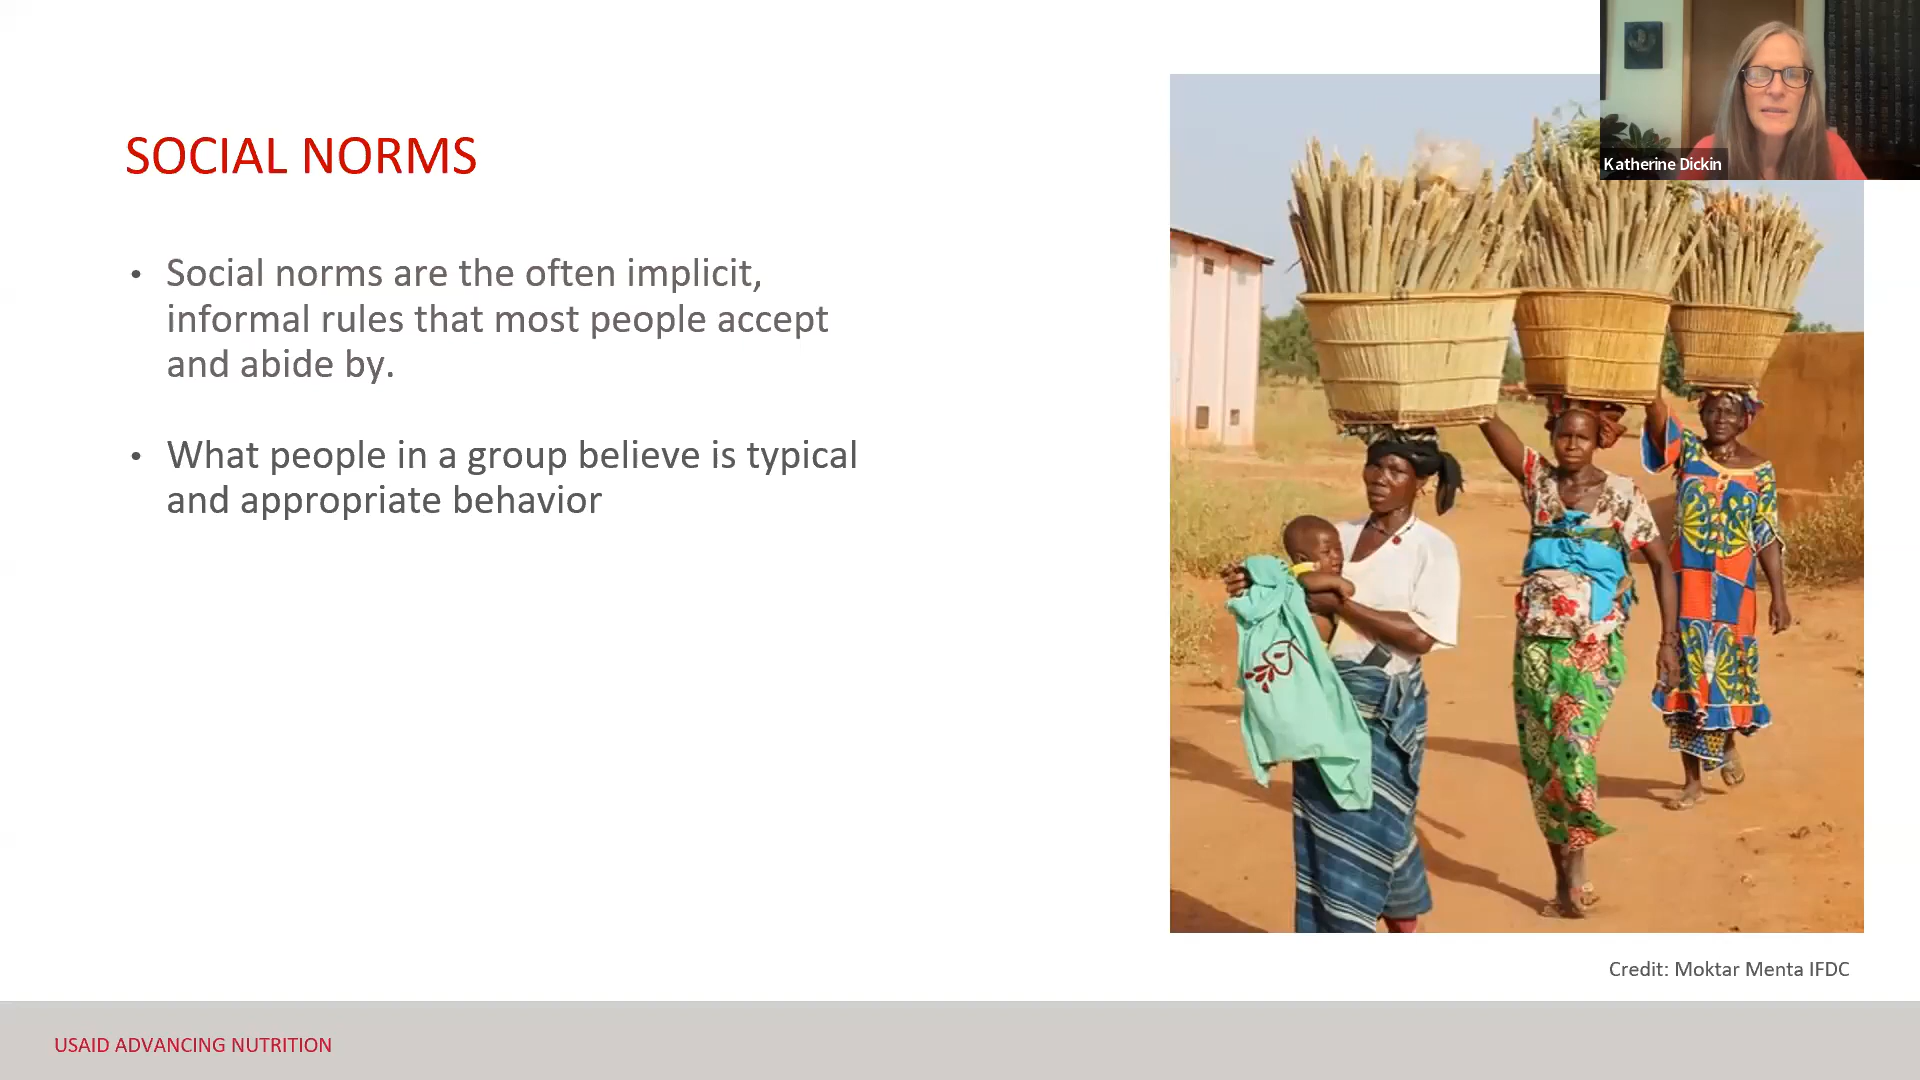 Katherine Dickin
SOCIAL NORMS
• Social norms are the often implicit,
informal rules that most people accept
and abide by.
• What people in a group believe is typical
and appropriate behavior
Credit: Moktar Menta IFDC
USAID ADVANCING NUTRITION